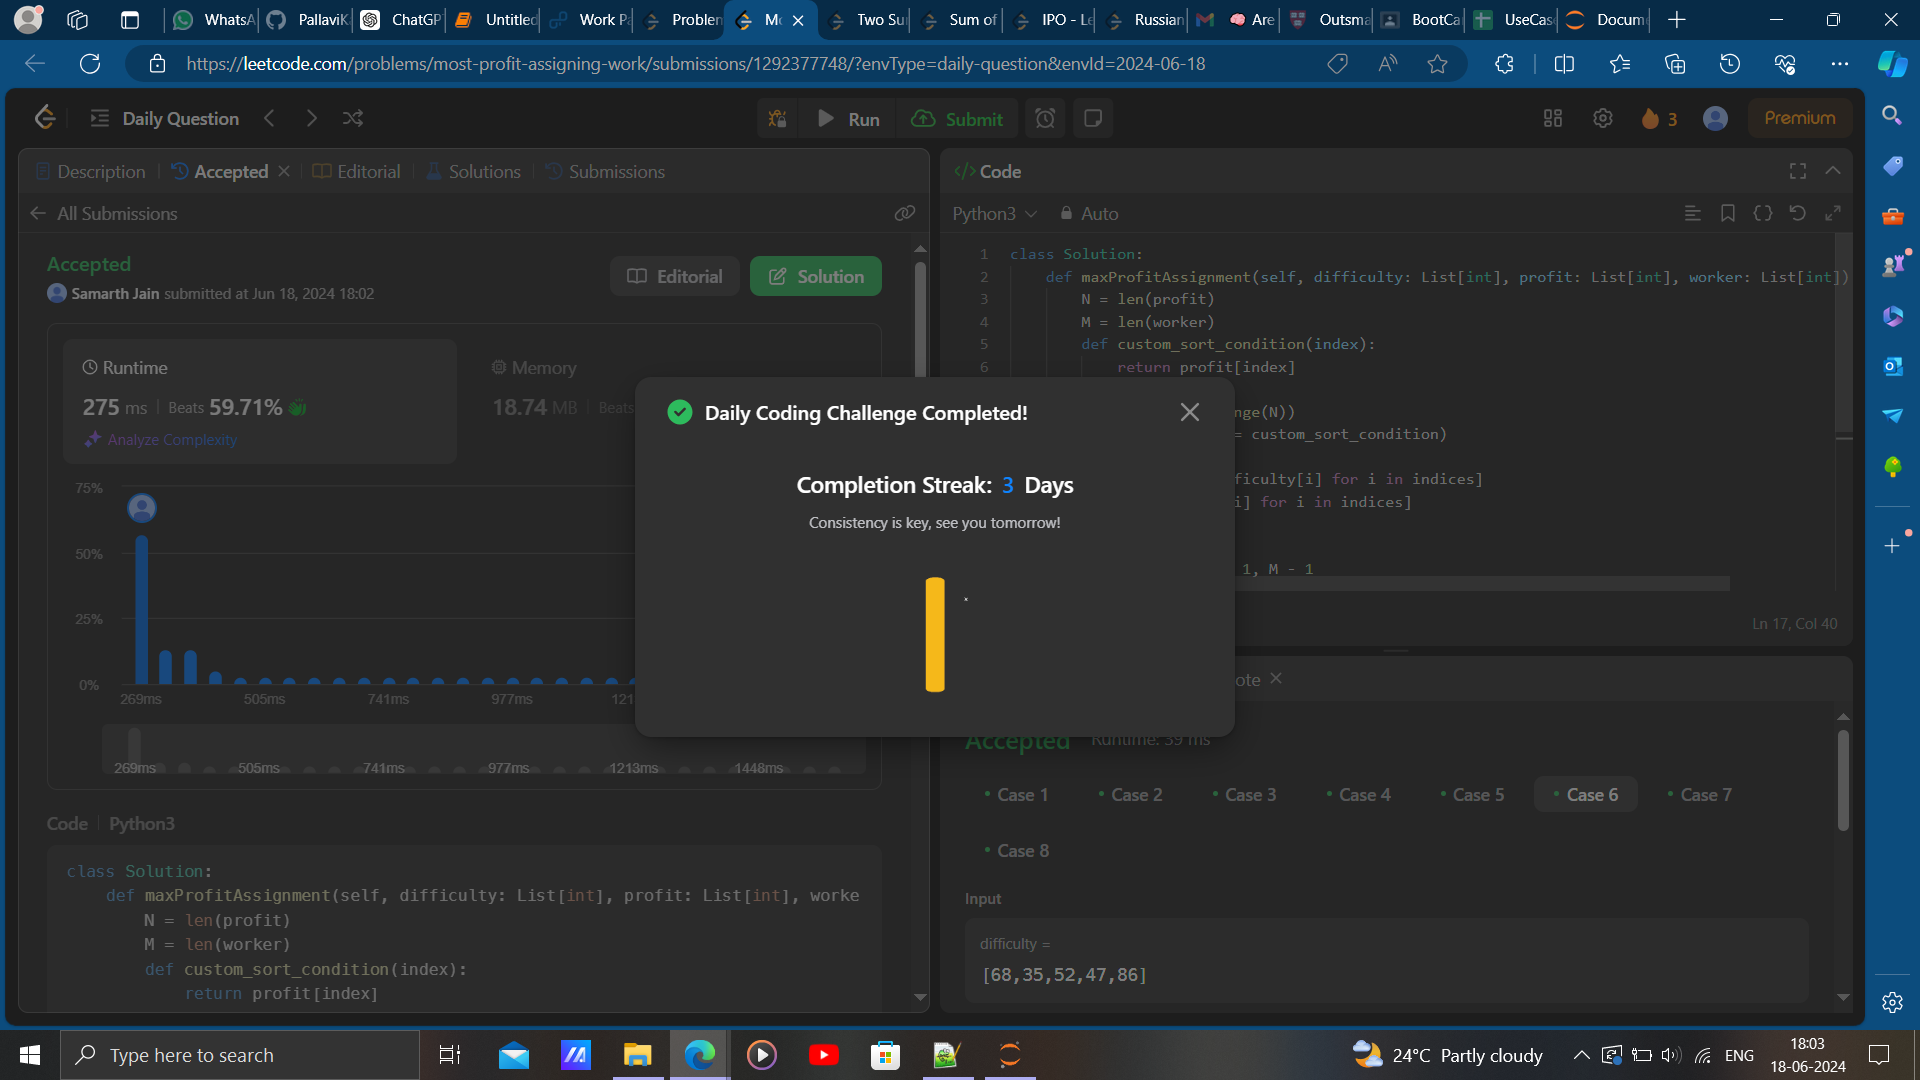 WhatsA
PallaviK
ChatGP
Untitled
Work Pa
Problem
Mo
Two Su
Sum of
IPO - Le
Russian
Are
Outsma
BootCa
UseCase
Docum
https://leetcode.com/problems/most-profit-assigning-work/submissions/1292377748/?envType=daily-question&envId=2024-06-18
Daily Question
Run
Submit
3
Premium
Description
Accepted
Editorial
Solutions
Submissions
All Submissions
Accepted
Samarth Jain submitted at Jun 18, 2024 18:02
Editorial
Solution
Runtime
275 ms | Beats 59.71%
Analyze Complexity
Memory
18.74 MB | Beats
75%
50%
25%
0%
269ms 505ms 741ms 977ms 121
269ms 505ms 741ms 977ms 1213ms 1448ms
Code | Python3
class Solution:
def maxProfitAssignment(self, difficulty: List[int], profit: List[int], worke
N = len(profit)
M = len(worker)
def custom_sort_condition(index):
return profit[index]
Daily Coding Challenge Completed!
Completion Streak: 3 Days
Consistency is key, see you tomorrow!
</> Code
Python3
Auto
1 class Solution:
2 def maxProfitAssignment(self, difficulty: List[int], profit: List[int], worker: List[int])
3 N = len(profit)
4 M = len(worker)
5 def custom_sort_condition(index):
6 return profit[index]
nge(N))
= custom_sort_condition)
ficulty[i] for i in indices]
i] for i in indices]
1, M - 1
Ln 17, Col 40
ote
Accepted Runtime: 39 ms
Case 1
Case 2
Case 3
Case 4
Case 5
Case 6
Case 7
Case 8
Input
difficulty =
[68,35,52,47,86]
Type here to search
24°C Partly cloudy
ENG
18:03
18-06-2024